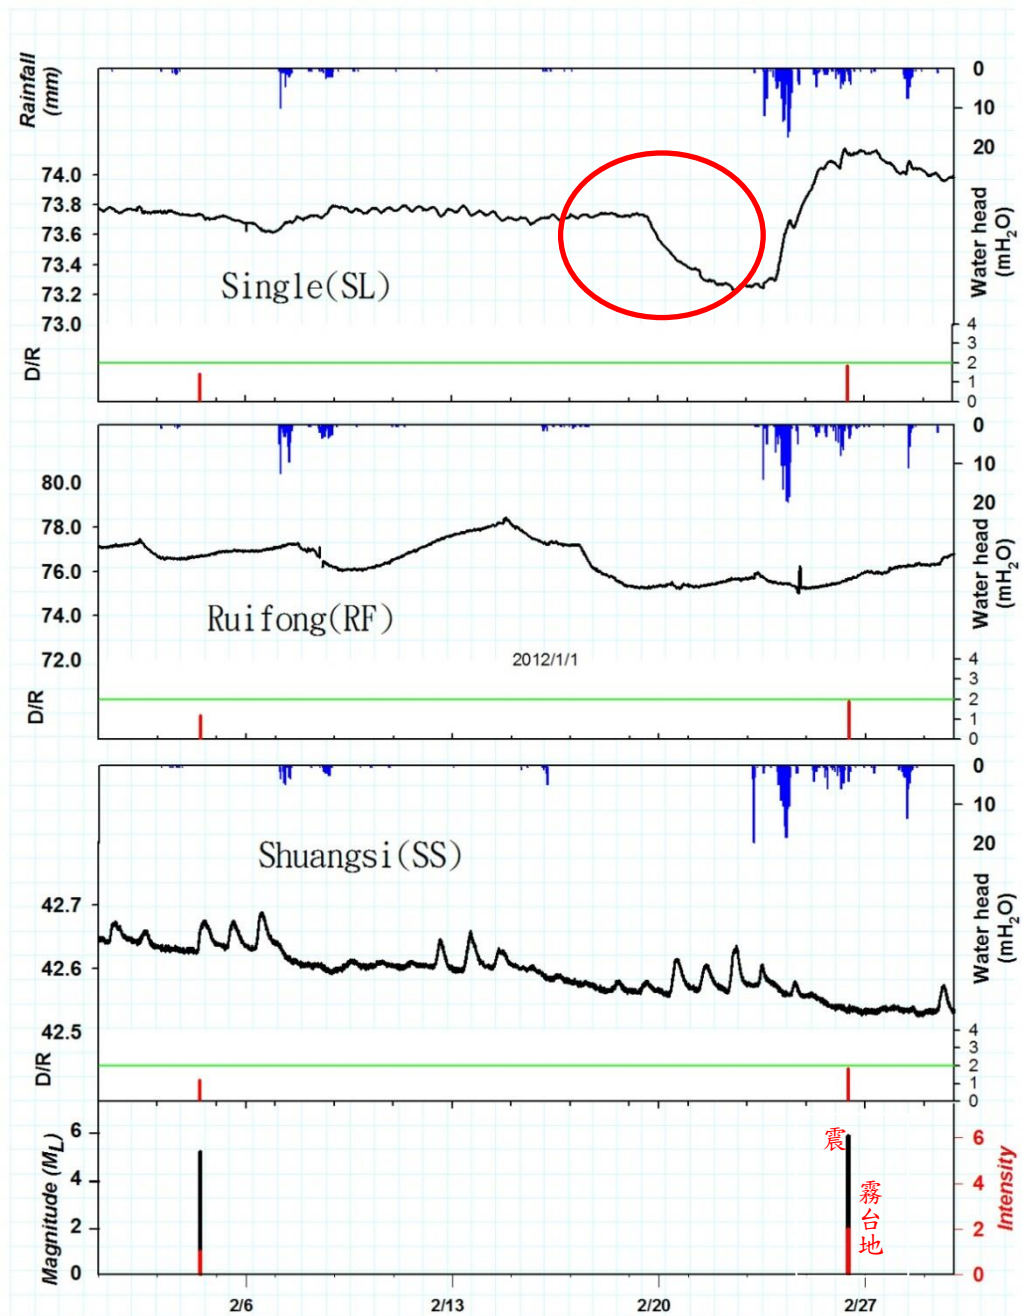 Rainfall
(mm)
0
10
20
74.0
73.8
73.6
73.4
73.2
73.0
Water head
(mH2O)
Single(SL)
D/R
4
3
2
1
0
0
10
20
80.0
78.0
76.0
74.0
72.0
Water head
(mH2O)
Ruifong(RF)
2012/1/1
D/R
4
3
2
1
0
0
10
20
Shuangsi(SS)
42.7
42.6
42.5
Water head
(mH2O)
D/R
4
3
2
1
0
Magnitude (ML)
6
4
2
0
震
霧台地
6
4
2
0
Intensity
2/6
2/13
2/20
2/27